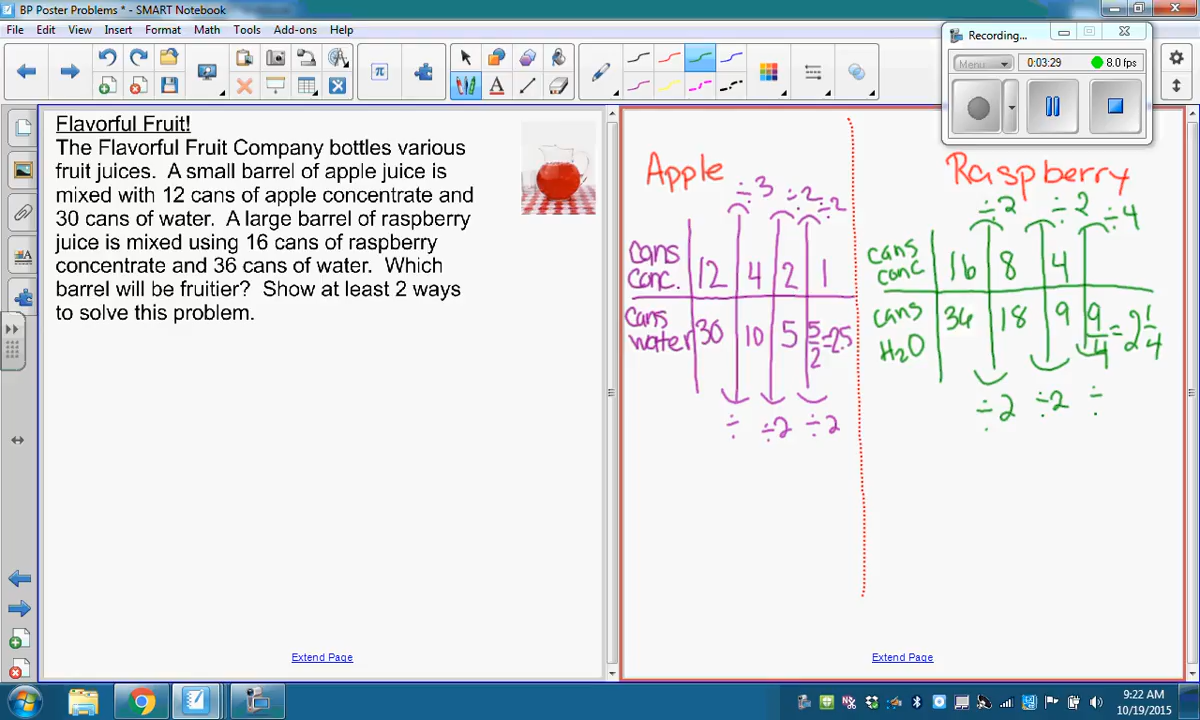 BP Poster Problems * - SMART Notebook
File Edit View Insert Format Math Tools Add-ons Help
Recording...
Menu 0:03:29 8.0 fps
Flavorful Fruit!
The Flavorful Fruit Company bottles various
fruit juices. A small barrel of apple juice is
mixed with 12 cans of apple concentrate and
30 cans of water. A large barrel of raspberry
juice is mixed using 16 cans of raspberry
concentrate and 36 cans of water. Which
barrel will be fruitier? Show at least 2 ways
to solve this problem.
Extend Page
Apple
÷3 ÷2 ÷2
cans conc. 12 4 2 1
cans water 30 10 5 5/2=2.5
÷ ÷2 ÷2
Raspberry
÷2 ÷2 ÷4
cans conc 16 8 4
cans H2O 36 18 9 9/4=2 1/4
÷2 ÷2 ÷
Extend Page
9:22 AM
10/19/2015